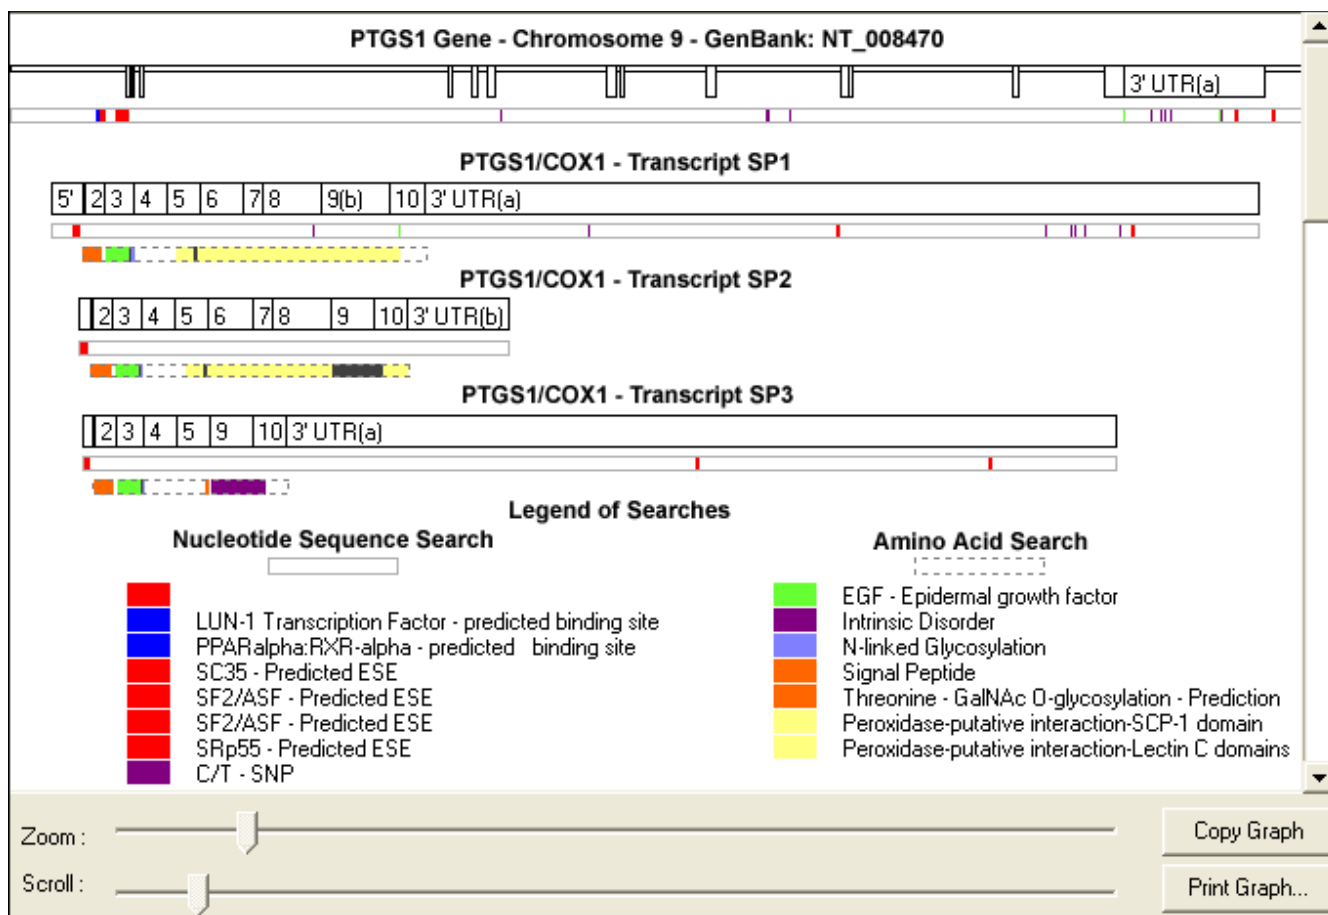 PTGS1 Gene - Chromosome 9 - GenBank: NT_008470
3' UTR(a)
PTGS1/COX1 - Transcript SP1
5' 2 3 4 5 6 7 8 9(b) 10 3' UTR(a)
PTGS1/COX1 - Transcript SP2
2 3 4 5 6 7 8 9 10 3' UTR(b)
PTGS1/COX1 - Transcript SP3
2 3 4 5 9 10 3' UTR(a)
Legend of Searches
Nucleotide Sequence Search
LUN-1 Transcription Factor - predicted binding site
PPARalpha:RXR-alpha - predicted binding site
SC35 - Predicted ESE
SF2/ASF - Predicted ESE
SF2/ASF - Predicted ESE
SRp55 - Predicted ESE
C/T - SNP
Amino Acid Search
EGF - Epidermal growth factor
Intrinsic Disorder
N-linked Glycosylation
Signal Peptide
Threonine - GalNAc O-glycosylation - Prediction
Peroxidase-putative interaction-SCP-1 domain
Peroxidase-putative interaction-Lectin C domains
Zoom :
Copy Graph
Scroll :
Print Graph...